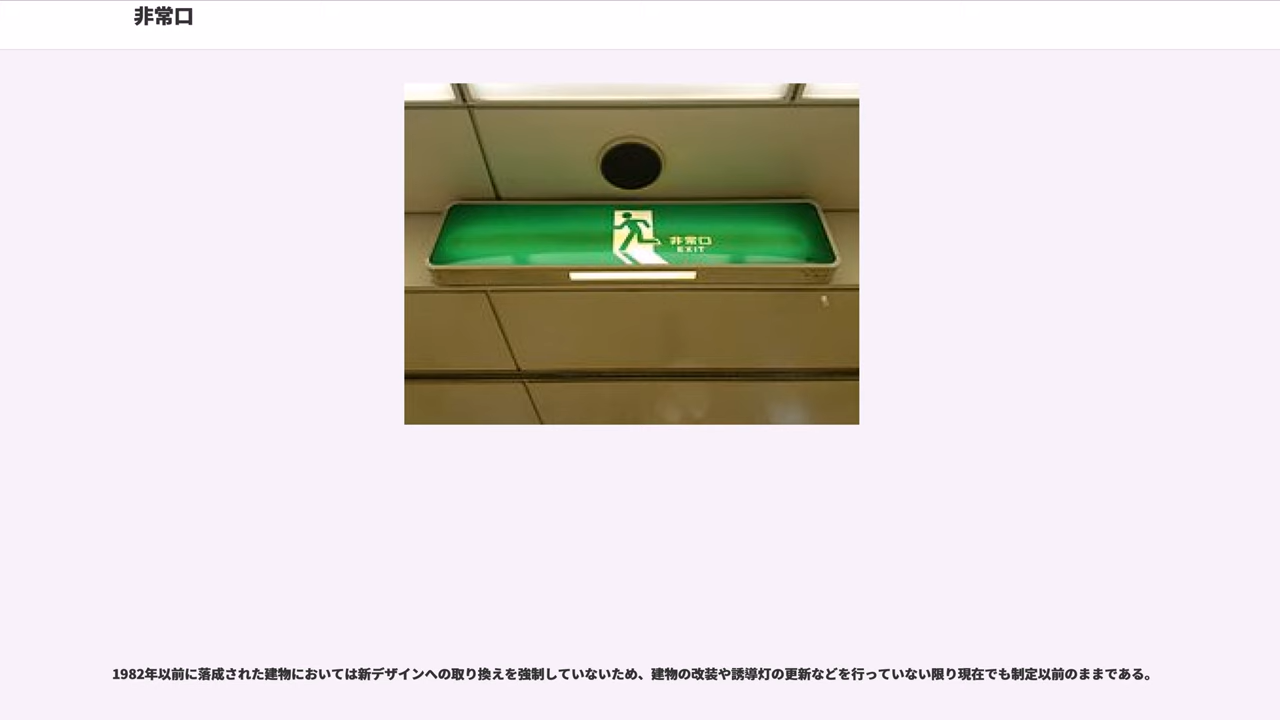 非常口
非常口
EXIT
1982年以前に落成された建物においては新デザインへの取り換えを強制していないため、建物の改装や誘導灯の更新などを行っていない限り現在でも制定以前のままである。